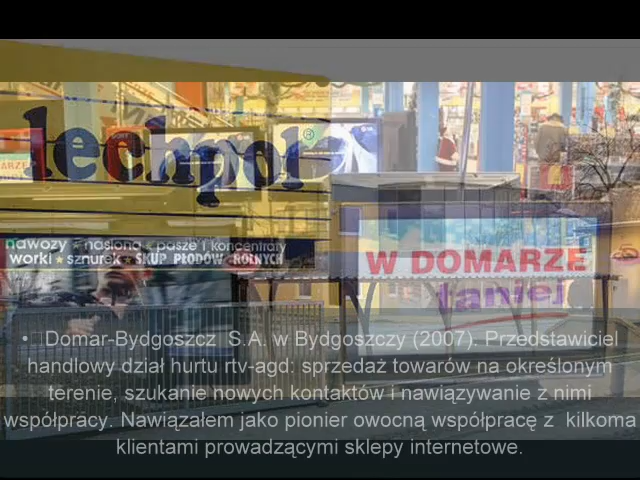 lechpol ®
DOMARZE
nawozy * nasiona * pasze i koncentraty
worki * sznurek * SKUP PŁODÓW ROLNYCH
W DOMARZE
taniej
• Domar-Bydgoszcz S.A. w Bydgoszczy (2007). Przedstawiciel
handlowy dział hurtu rtv-agd: sprzedaż towarów na określonym
terenie, szukanie nowych kontaktów i nawiązywanie z nimi
współpracy. Nawiązałem jako pionier owocną współpracę z kilkoma
klientami prowadzącymi sklepy internetowe.